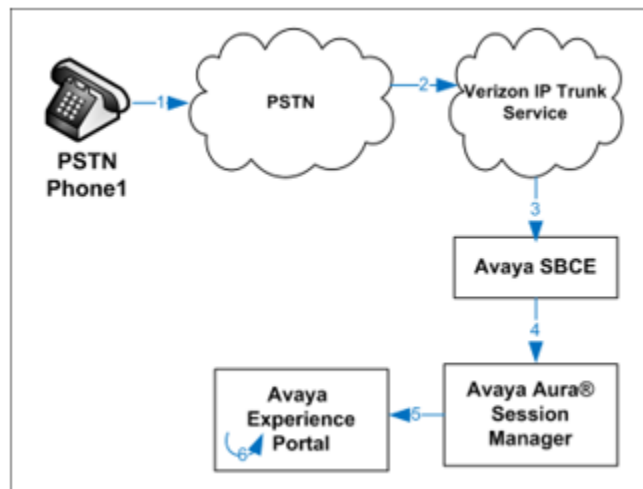 PSTN
Phone1
1
PSTN
2
Verizon IP Trunk
Service
3
Avaya SBCE
4
Avaya Aura®
Session
Manager
5
Avaya
Experience
Portal
6